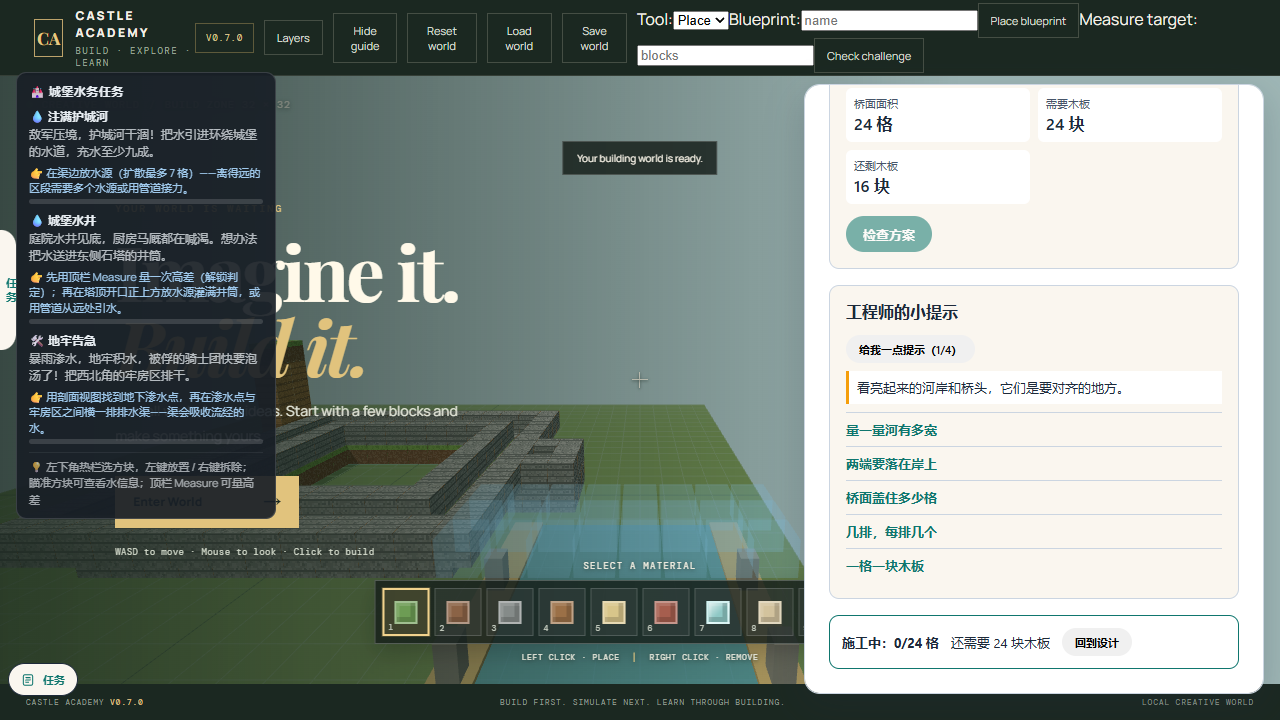 CA
CASTLE ACADEMY
BUILD · EXPLORE · LEARN
V0.7.0
Layers
Hide guide
Reset world
Load world
Save world
Tool: Place Blueprint: name Place blueprint Measure target:
blocks Check challenge
🏰 城堡水务任务
💧 注满护城河
敌军压境，护城河干涸！把水引进环绕城堡
的水道，充水至少九成。
👉 在渠边放水源（扩散最多 7 格）——离得远的
区段需要多个水源或用管道接力。
💧 城堡水井
庭院水井见底，厨房马厩都在喊渴。想办法
把水送进东侧石塔的井筒。
👉 先用顶栏 Measure 量一次高差（解锁判
定）；再在塔顶开口正上方放水源灌满井筒，或
用管道从远处引水。
🛠️ 地牢告急
暴雨渗水，地牢积水，被俘的骑士团快要泡
汤了！把西北角的牢房区排干。
👉 用剖面视图找到地下渗水点，再在渗水点与
牢房区之间横一排排水渠——渠会吸收流经的
水。
💡 左下角热栏选方块，左键放置 / 右键拆除；
瞄准方块可查看水信息；顶栏 Measure 可量高
差
任务
32
Your building world is ready.
gine it.
Build it.
s. Start with a few blocks and
Enter World →
WASD to move · Mouse to look · Click to build
SELECT A MATERIAL
1 2 3 4 5 6 7 8
LEFT CLICK · PLACE | RIGHT CLICK · REMOVE
桥面面积
24 格
需要木板
24 块
还剩木板
16 块
检查方案
工程师的小提示
给我一点提示（1/4）
看亮起来的河岸和桥头，它们是要对齐的地方。
量一量河有多宽
两端要落在岸上
桥面盖住多少格
几排，每排几个
一格一块木板
施工中：0/24 格 还需要 24 块木板 回到设计
任务
CASTLE ACADEMY V0.7.0
BUILD FIRST. SIMULATE NEXT. LEARN THROUGH BUILDING.
LOCAL CREATIVE WORLD